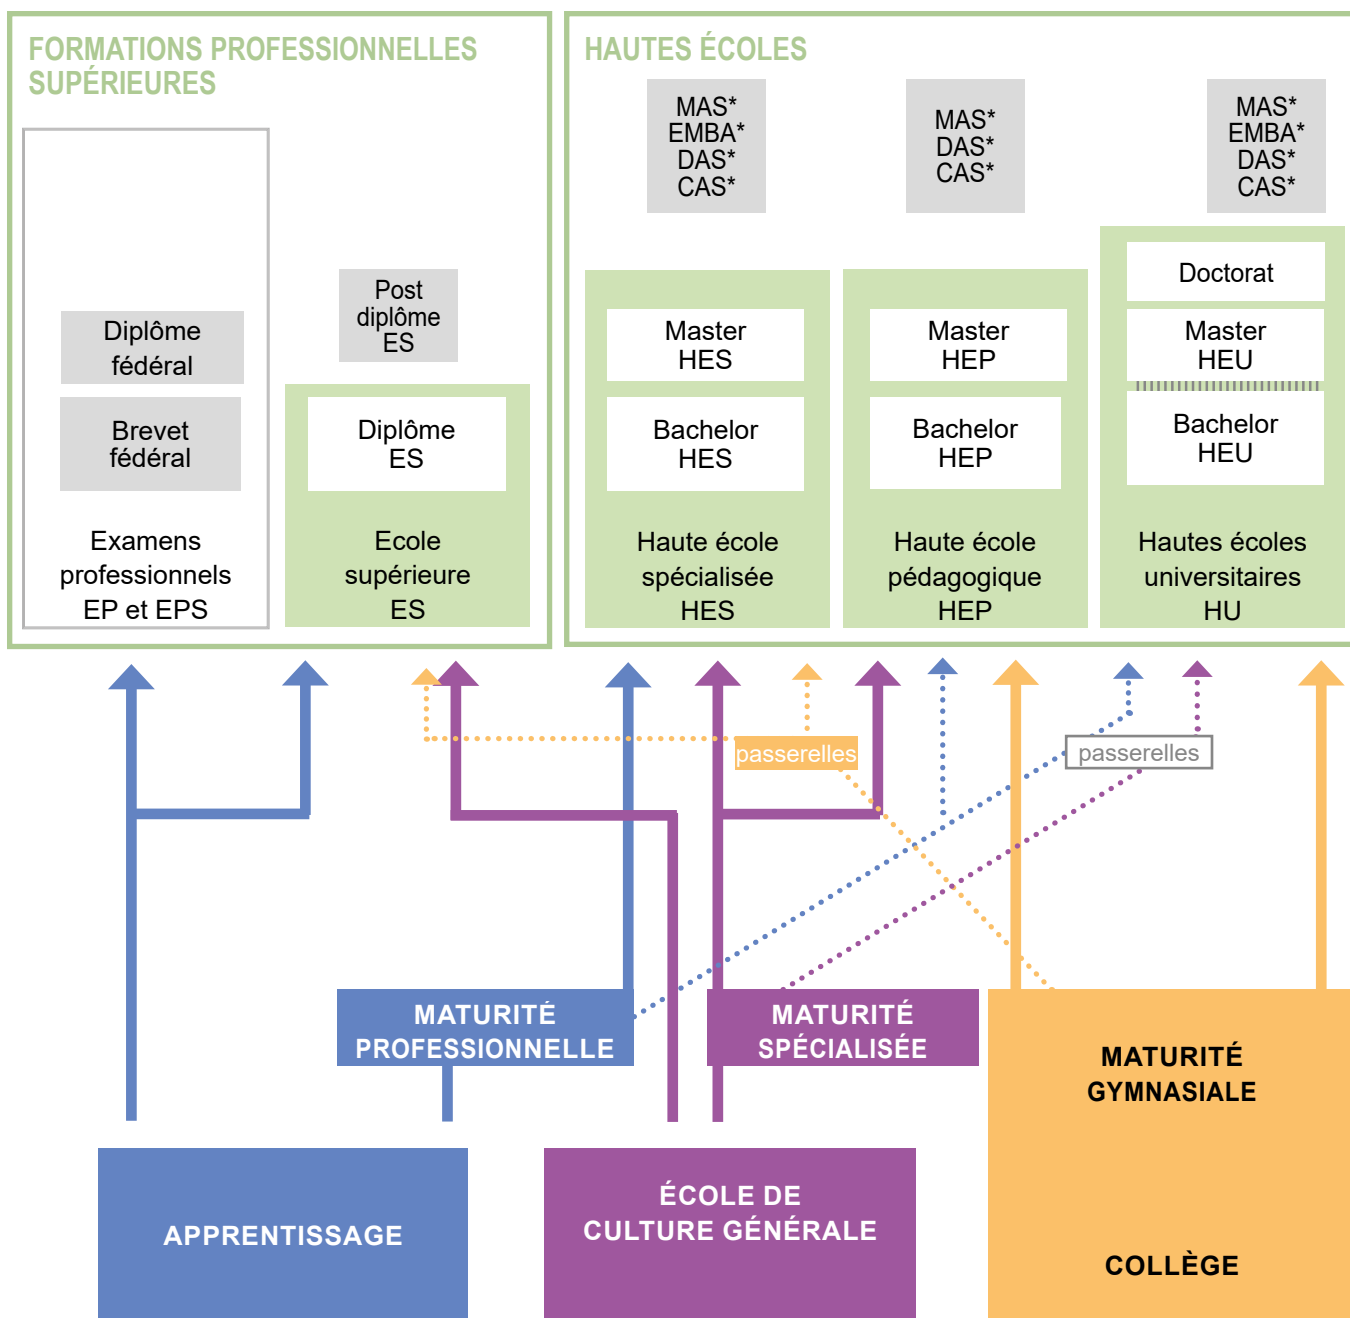 FORMATIONS PROFESSIONNELLES
SUPÉRIEURES
Diplôme
fédéral
Brevet
fédéral
Examens
professionnels
EP et EPS
Post
diplôme
ES
Diplôme
ES
Ecole
supérieure
ES
HAUTES ÉCOLES
MAS*
EMBA*
DAS*
CAS*
Master
HES
Bachelor
HES
Haute école
spécialisée
HES
MAS*
DAS*
CAS*
Master
HEP
Bachelor
HEP
Haute école
pédagogique
HEP
MAS*
EMBA*
DAS*
CAS*
Doctorat
Master
HEU
Bachelor
HEU
Hautes écoles
universitaires
HU
passerelles
passerelles
MATURITÉ
PROFESSIONNELLE
MATURITÉ
SPÉCIALISÉE
MATURITÉ
GYMNASIALE
APPRENTISSAGE
ÉCOLE DE
CULTURE GÉNÉRALE
COLLÈGE